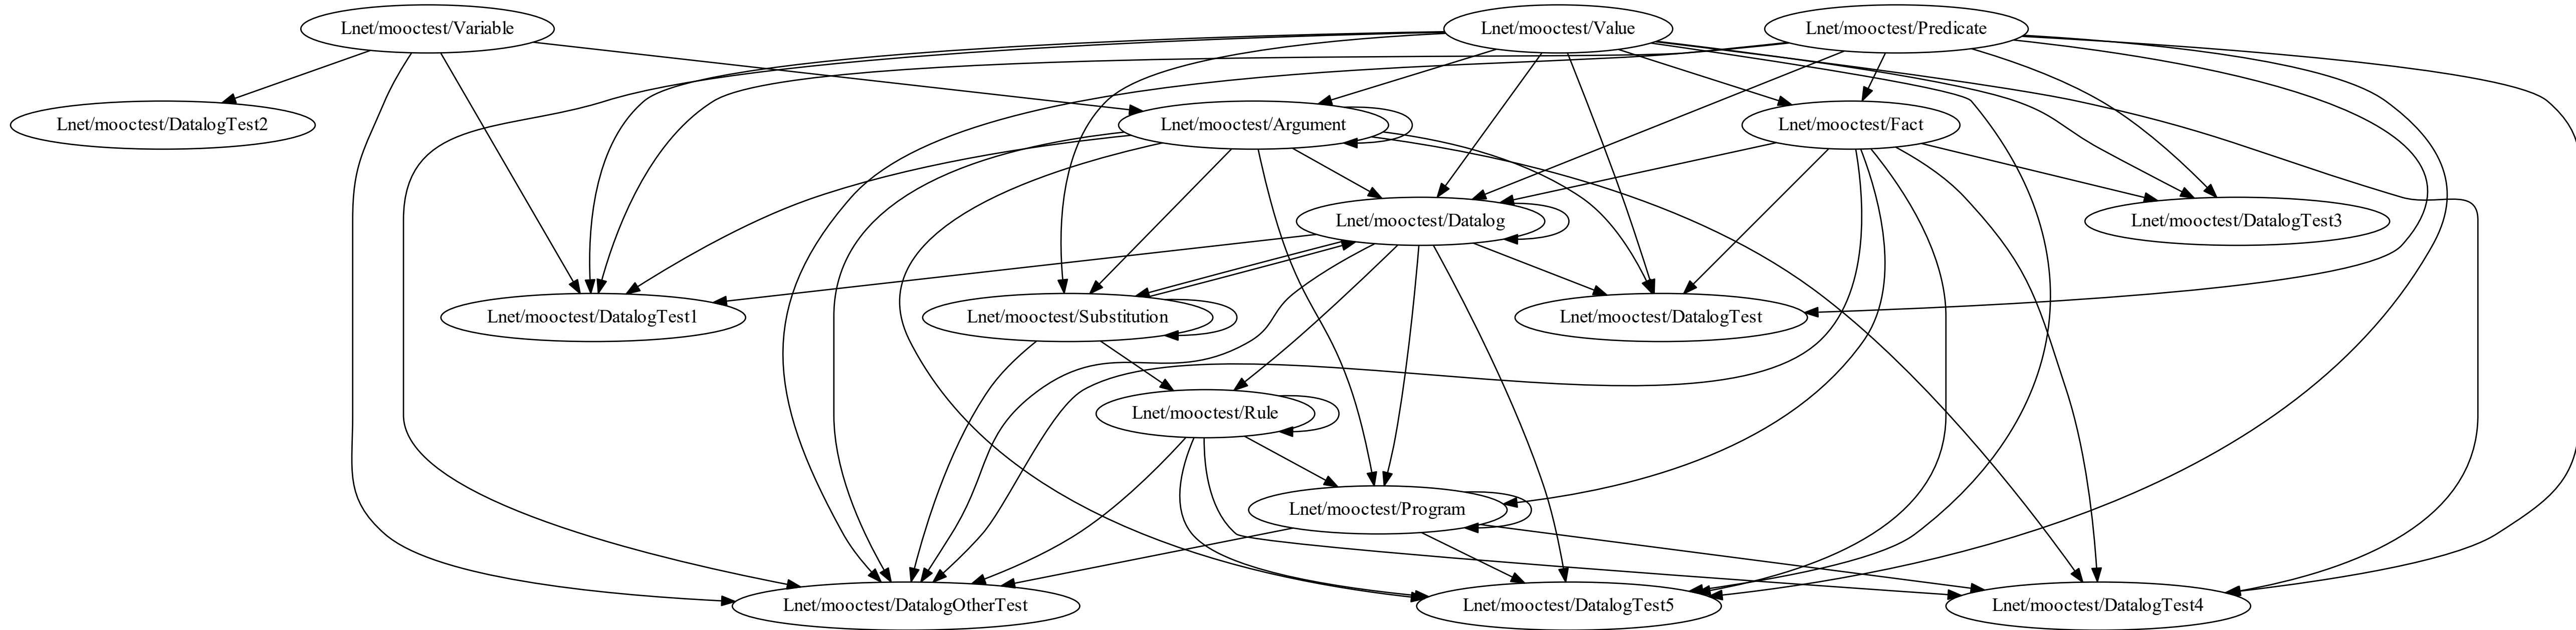 Lnet/mooctest/Variable
Lnet/mooctest/Value
Lnet/mooctest/Predicate
Lnet/mooctest/DatalogTest2
Lnet/mooctest/Argument
Lnet/mooctest/Fact
Lnet/mooctest/Datalog
Lnet/mooctest/DatalogTest3
Lnet/mooctest/DatalogTest1
Lnet/mooctest/Substitution
Lnet/mooctest/DatalogTest
Lnet/mooctest/Rule
Lnet/mooctest/Program
Lnet/mooctest/DatalogOtherTest
Lnet/mooctest/DatalogTest5
Lnet/mooctest/DatalogTest4